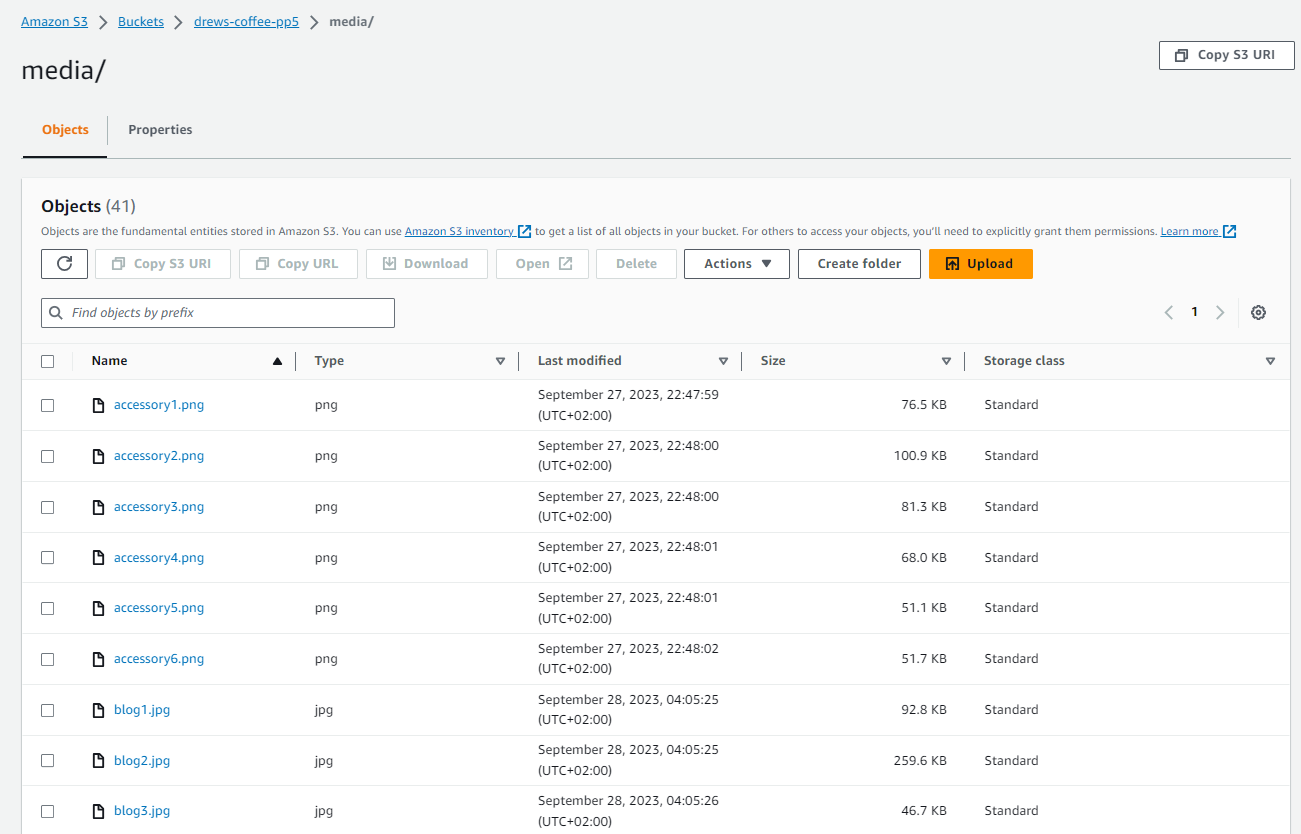 Amazon S3 > Buckets > drews-coffee-pp5 > media/
Copy S3 URI
media/
Objects Properties
Objects (41)
Objects are the fundamental entities stored in Amazon S3. You can use Amazon S3 inventory to get a list of all objects in your bucket. For others to access your objects, you'll need to explicitly grant them permissions. Learn more
Copy S3 URI Copy URL Download Open Delete Actions Create folder Upload
Find objects by prefix
1
Name Type Last modified Size Storage class
accessory1.png png September 27, 2023, 22:47:59 76.5 KB Standard
(UTC+02:00)
accessory2.png png September 27, 2023, 22:48:00 100.9 KB Standard
(UTC+02:00)
accessory3.png png September 27, 2023, 22:48:00 81.3 KB Standard
(UTC+02:00)
accessory4.png png September 27, 2023, 22:48:01 68.0 KB Standard
(UTC+02:00)
accessory5.png png September 27, 2023, 22:48:01 51.1 KB Standard
(UTC+02:00)
accessory6.png png September 27, 2023, 22:48:02 51.7 KB Standard
(UTC+02:00)
blog1.jpg jpg September 28, 2023, 04:05:25 92.8 KB Standard
(UTC+02:00)
blog2.jpg jpg September 28, 2023, 04:05:25 259.6 KB Standard
(UTC+02:00)
blog3.jpg jpg September 28, 2023, 04:05:26 46.7 KB Standard
(UTC+02:00)